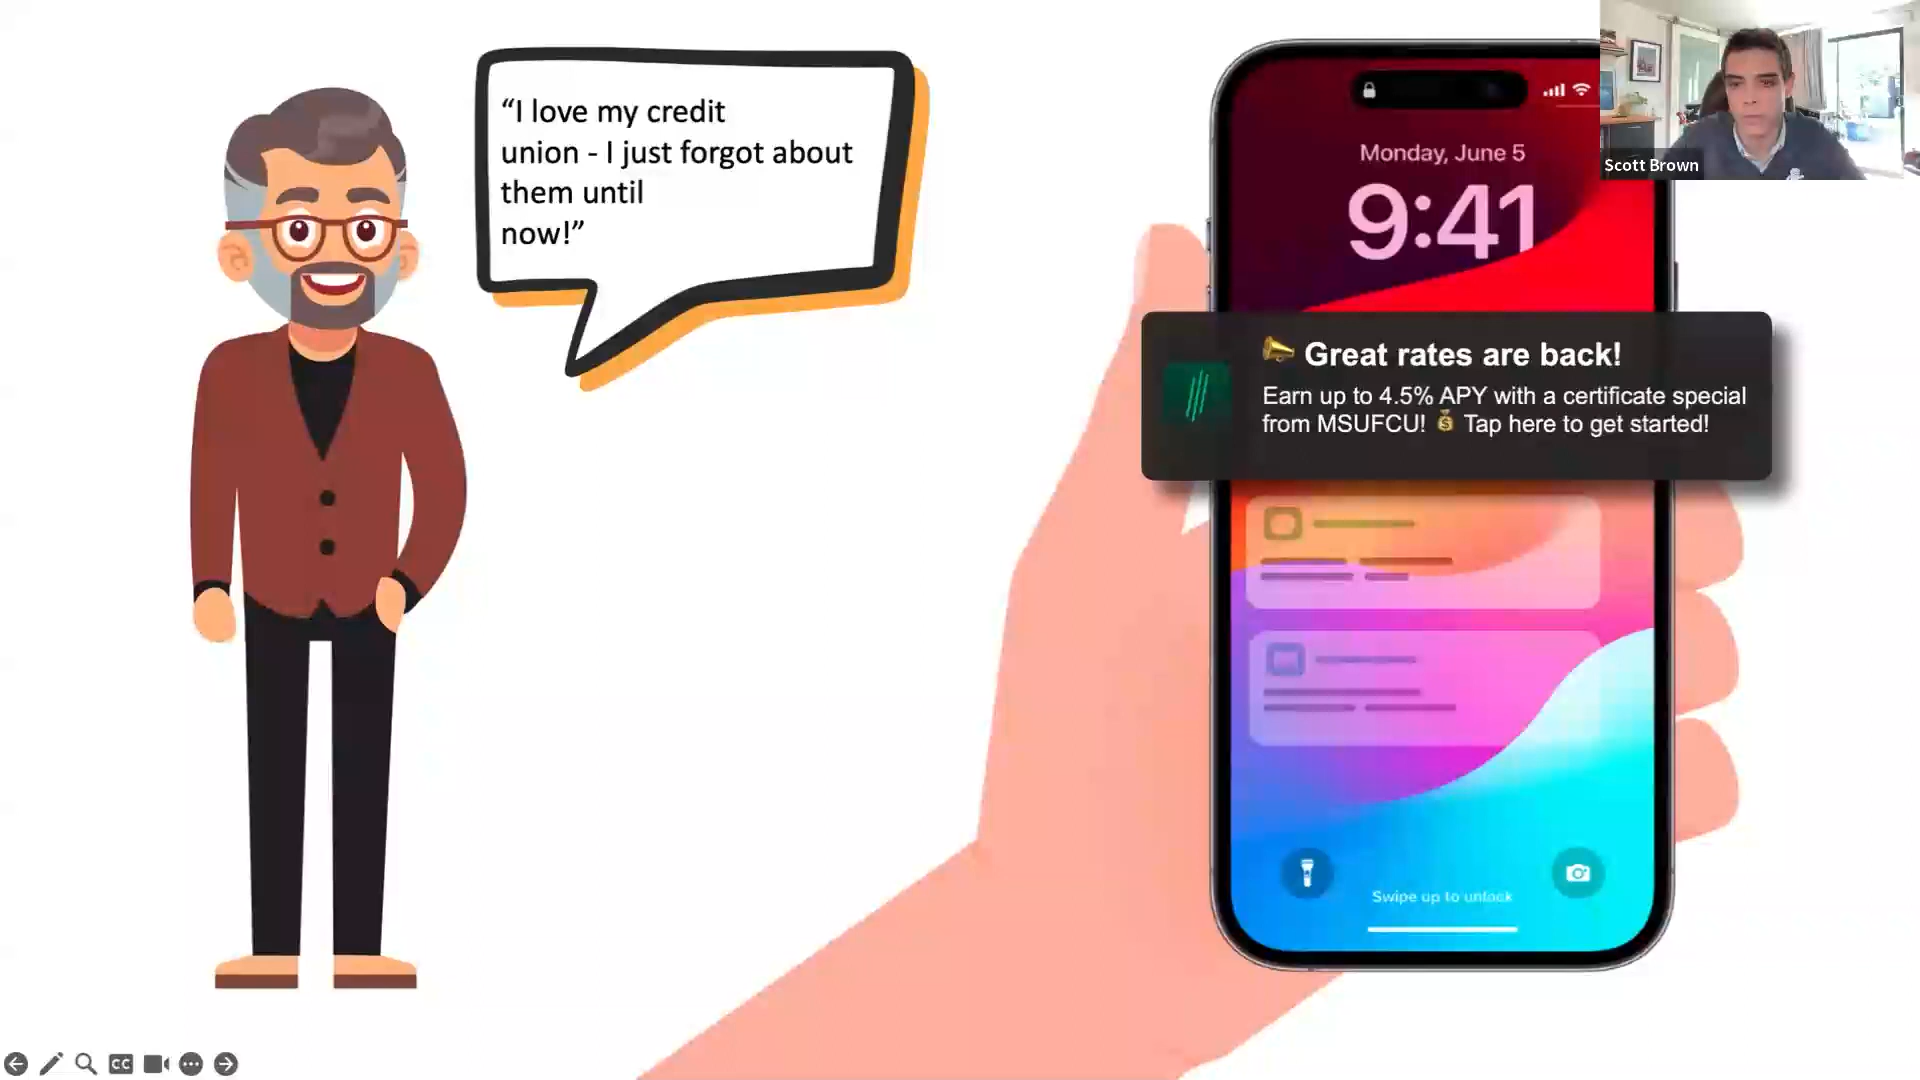 “I love my credit
union - I just forgot about
them until
now!”
Monday, June 5
9:41
Scott Brown
Great rates are back!
Earn up to 4.5% APY with a certificate special
from MSUFCU! Tap here to get started!
Swipe up to unlock
CC